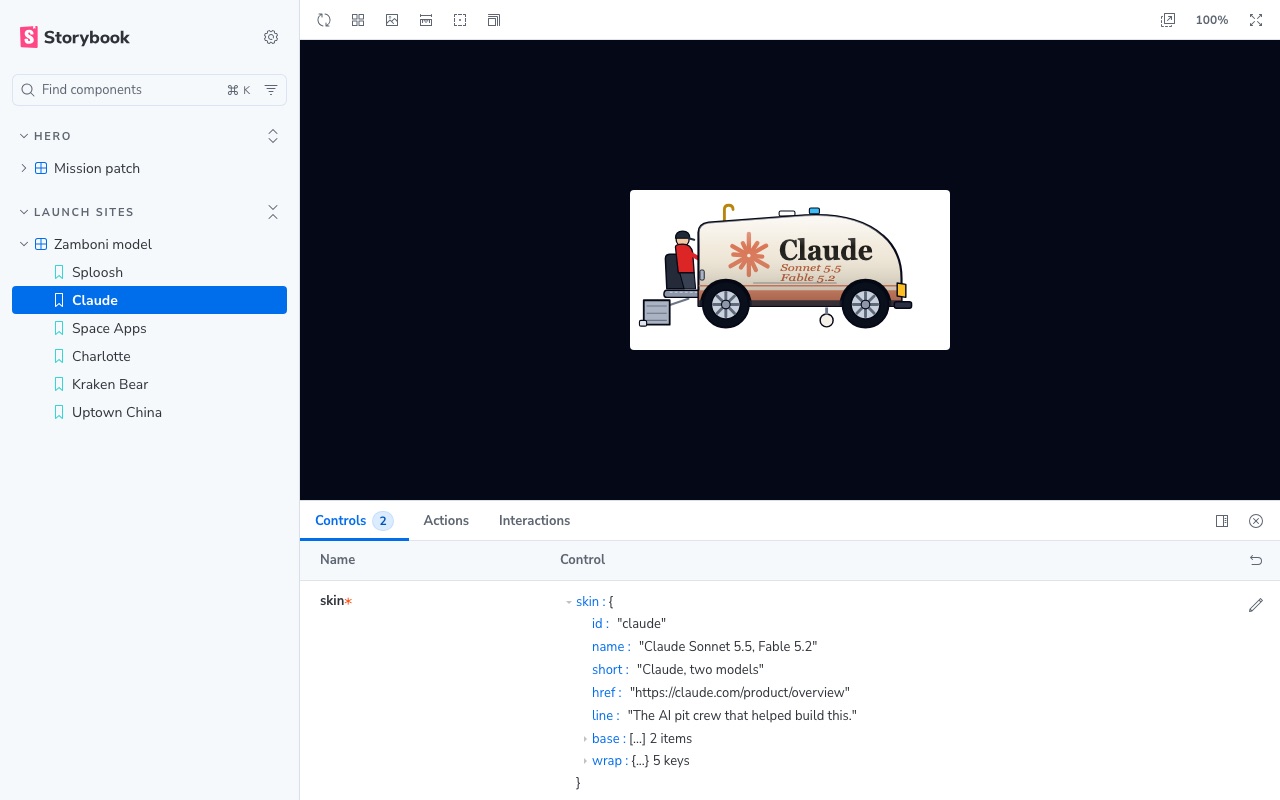 Storybook
Find components
⌘ K
HERO
Mission patch
LAUNCH SITES
Zamboni model
Sploosh
Claude
Space Apps
Charlotte
Kraken Bear
Uptown China
100%
Claude
Sonnet 5.5
Fable 5.2
Controls 2 Actions Interactions
Name Control
skin*
skin : {
id : "claude"
name : "Claude Sonnet 5.5, Fable 5.2"
short : "Claude, two models"
href : "https://claude.com/product/overview"
line : "The AI pit crew that helped build this."
base : [...] 2 items
wrap : {...} 5 keys
}